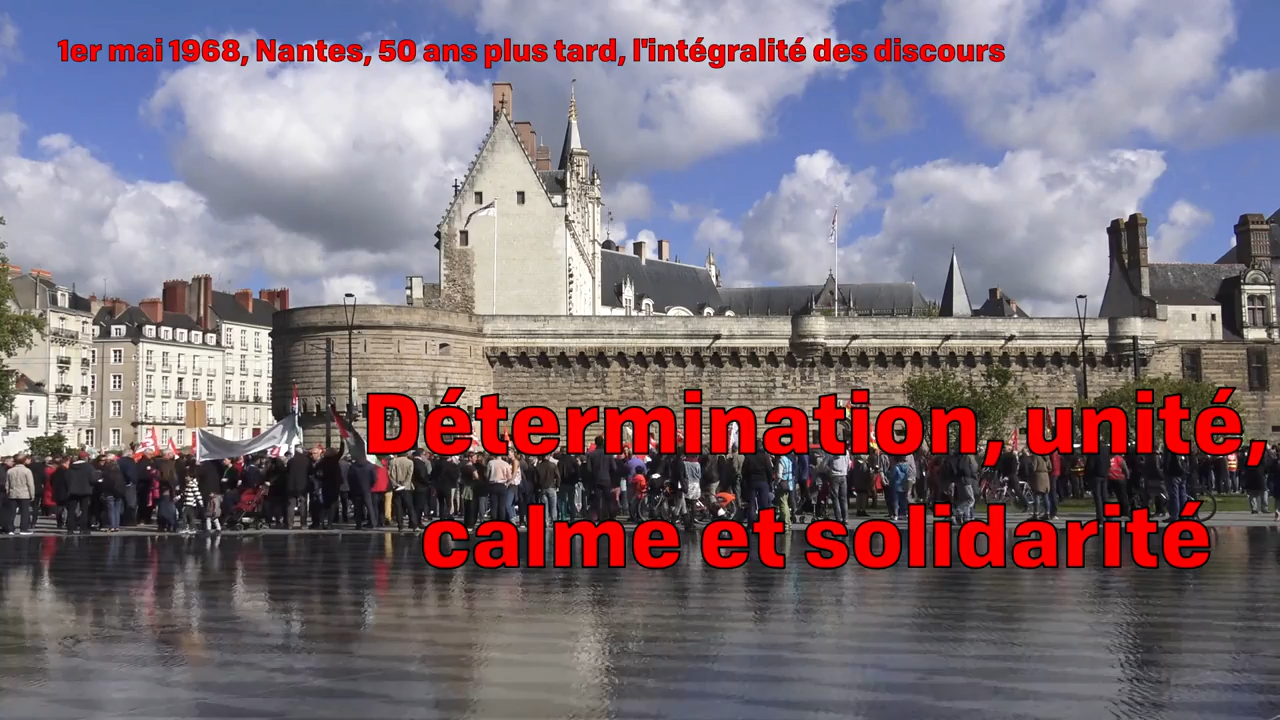 1er mai 1968, Nantes, 50 ans plus tard, l'intégralité des discours
Détermination, unité,
calme et solidarité